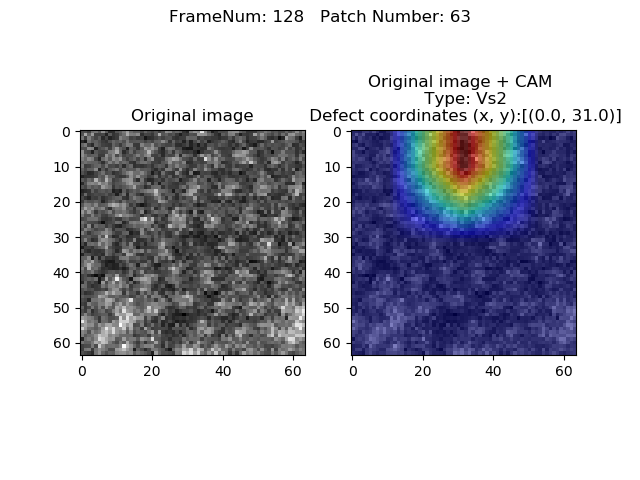 FrameNum: 128   Patch Number: 63
Original image
0
10
20
30
40
50
60
0 20 40 60
Original image + CAM
Type: Vs2
Defect coordinates (x, y):[(0.0, 31.0)]
0
10
20
30
40
50
60
0 20 40 60